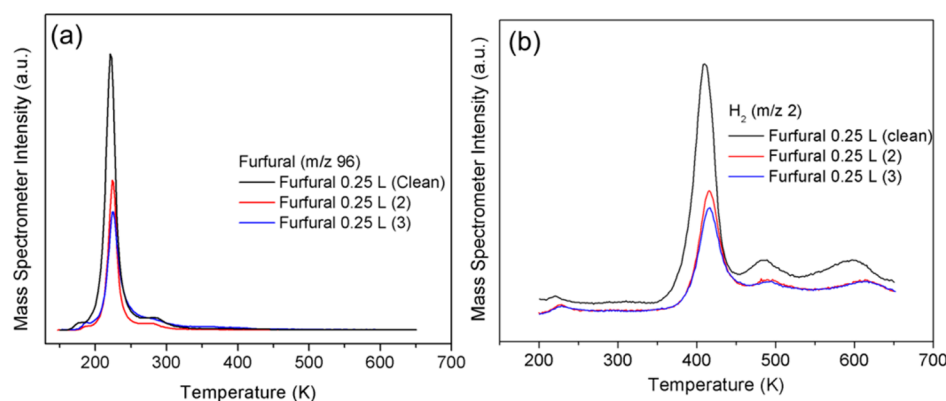 (a)
Mass Spectrometer Intensity (a.u.)
Furfural (m/z 96)
Furfural 0.25 L (Clean)
Furfural 0.25 L (2)
Furfural 0.25 L (3)
200 300 400 500 600 700
Temperature (K)
(b)
Mass Spectrometer Intensity (a.u.)
H₂ (m/z 2)
Furfural 0.25 L (clean)
Furfural 0.25 L (2)
Furfural 0.25 L (3)
200 300 400 500 600 700
Temperature (K)